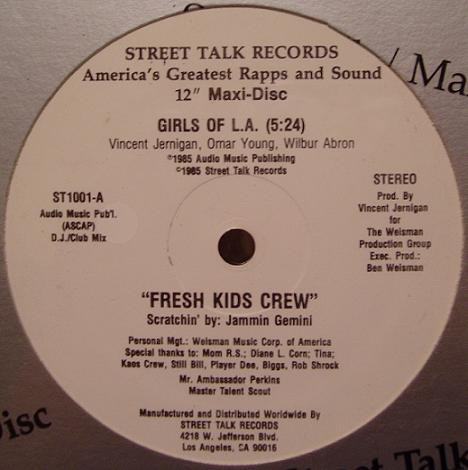 STREET TALK RECORDS
America's Greatest Rapps and Sound
12" Maxi-Disc
GIRLS OF L.A. (5:24)
Vincent Jernigan, Omar Young, Wilbur Abron
©1985 Audio Music Publishing
©1985 Street Talk Records
ST1001-A
Audio Music Pub'l.
(ASCAP)
D.J./Club Mix
STEREO
Prod. By
Vincent Jernigan
for
The Weisman
Production Group
Exec. Prod.:
Ben Weisman
"FRESH KIDS CREW"
Scratchin' by: Jammin Gemini
Personal Mgt.: Weisman Music Corp. of America
Special thanks to: Mom R.S.; Diane L. Corn; Tina;
Kaos Crew, Still Bill, Player Dee, Biggs, Rob Shrock
Mr. Ambassador Perkins
Master Talent Scout
Manufactured and Distributed Worldwide By
STREET TALK RECORDS
4218 W. Jefferson Blvd.
Los Angeles, CA 90016
/ Ma
Disc
Talk